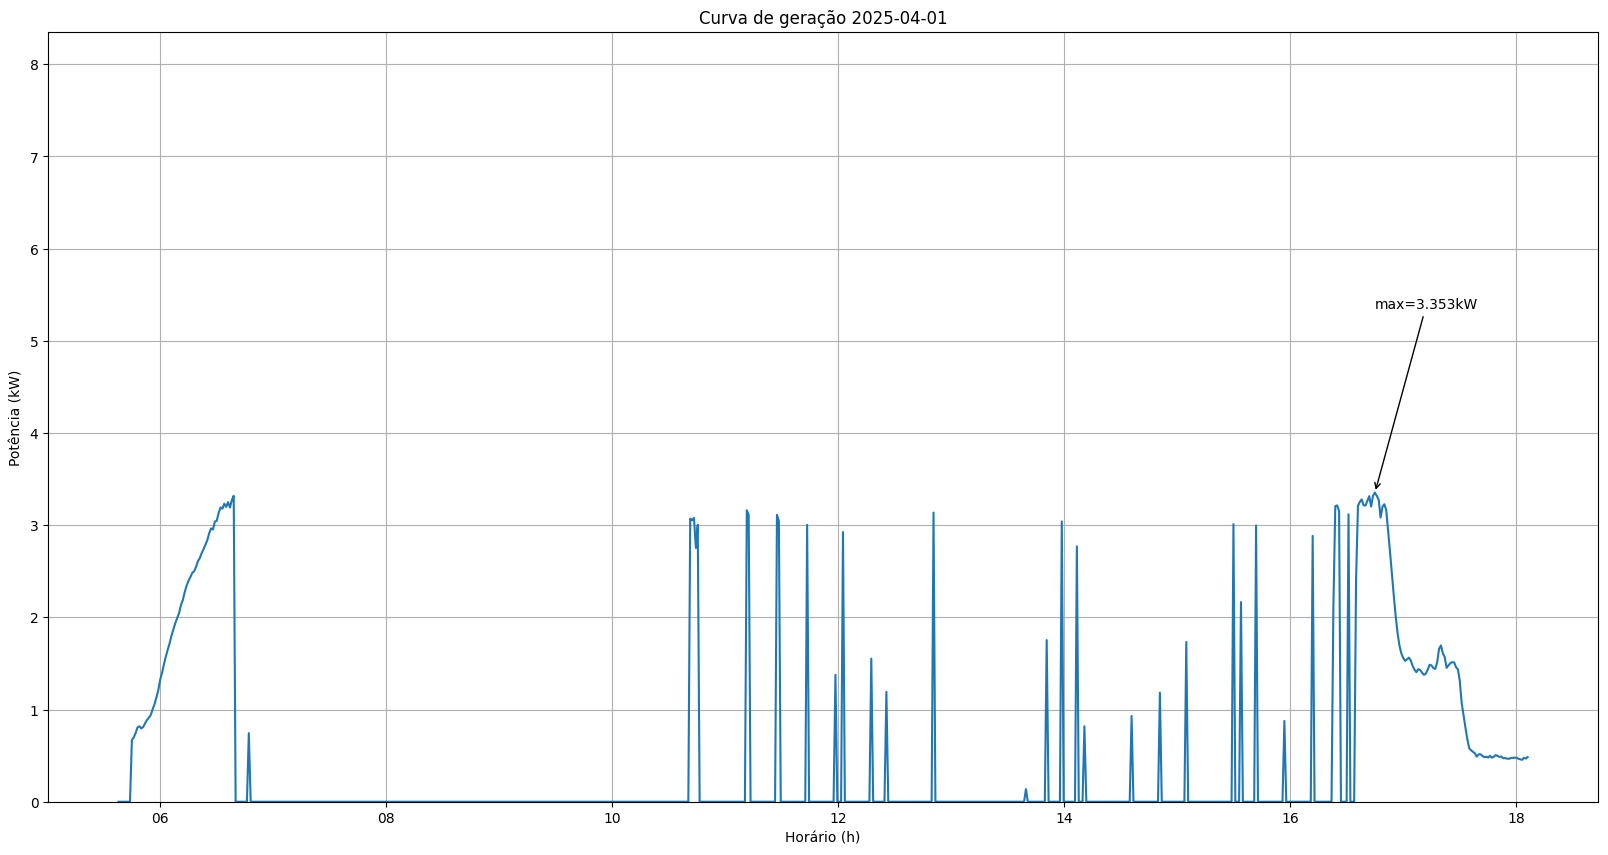 Curva de geração 2025-04-01
8
7
6
5
4
3
2
1
0
Potência (kW)
max=3.353kW
06 08 10 12 14 16 18
Horário (h)